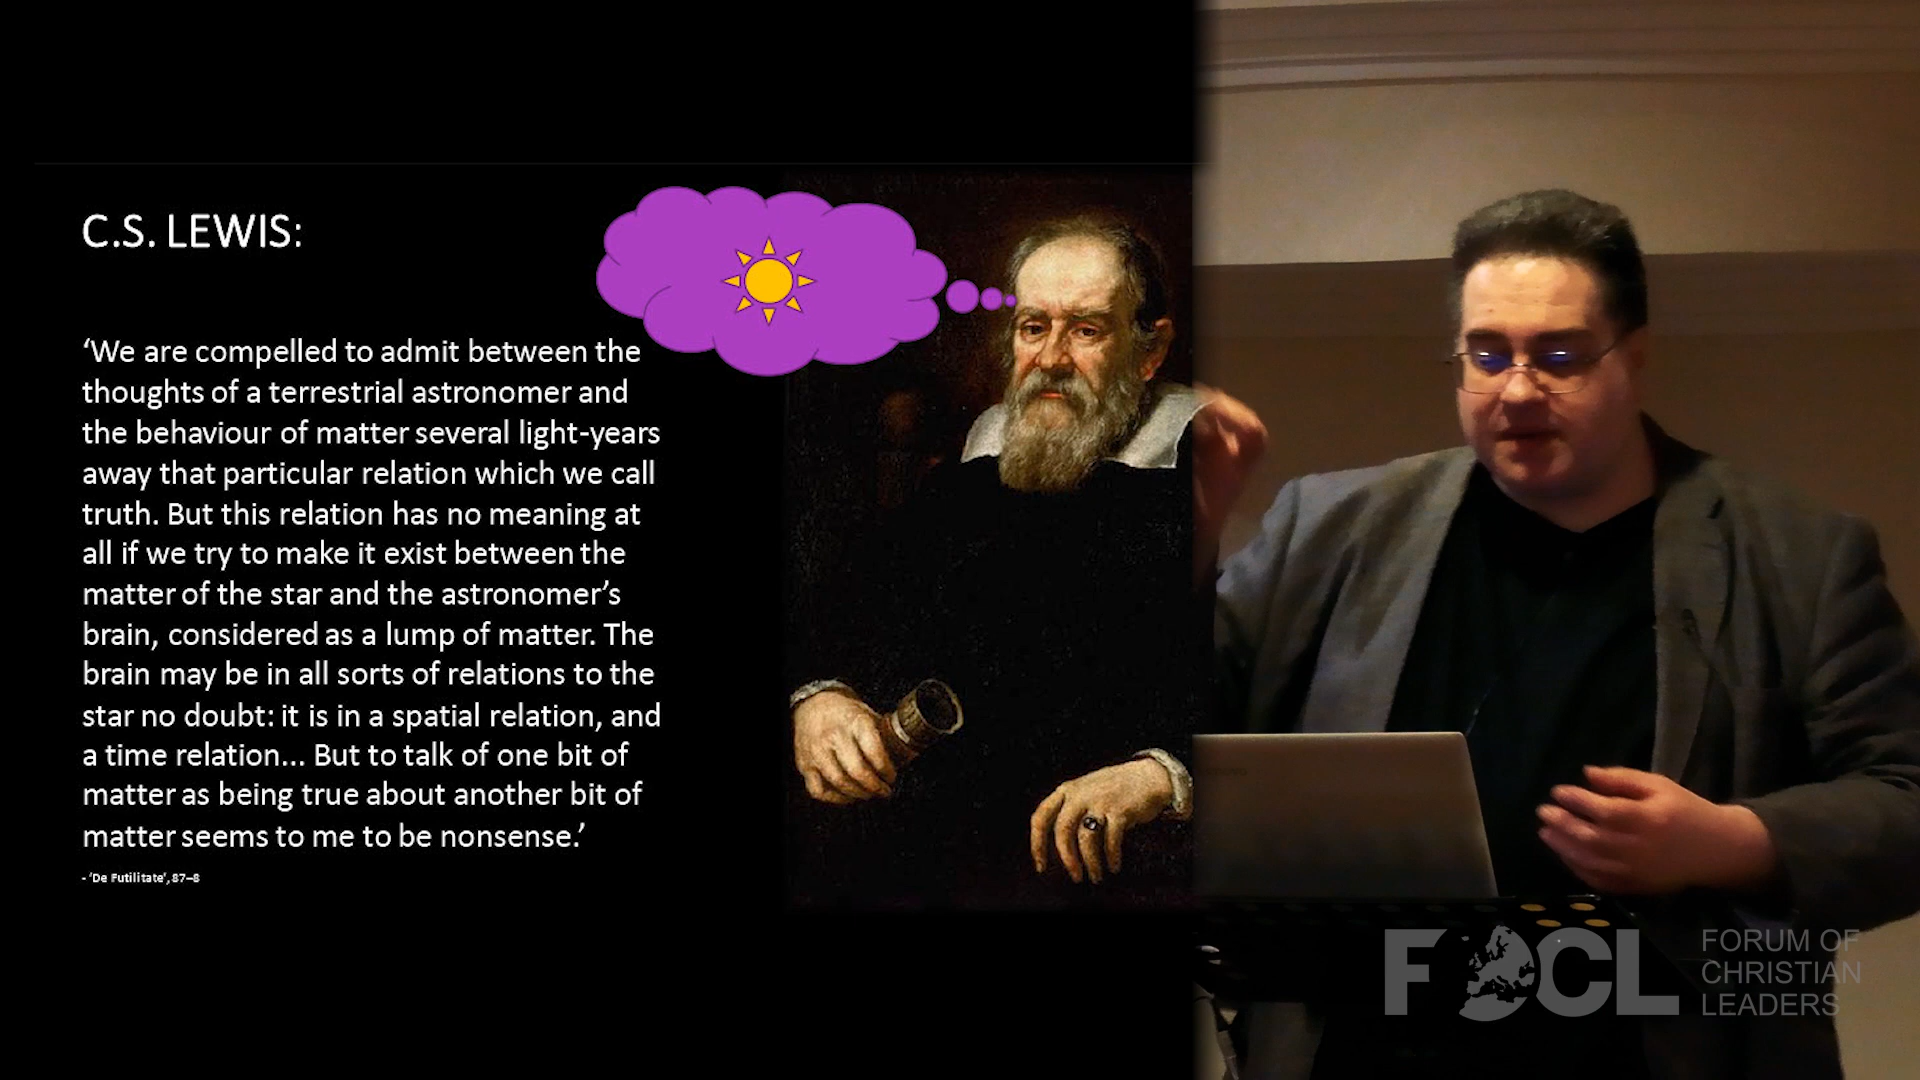 C.S. LEWIS:
‘We are compelled to admit between the
thoughts of a terrestrial astronomer and
the behaviour of matter several light-years
away that particular relation which we call
truth. But this relation has no meaning at
all if we try to make it exist between the
matter of the star and the astronomer’s
brain, considered as a lump of matter. The
brain may be in all sorts of relations to the
star no doubt: it is in a spatial relation, and
a time relation... But to talk of one bit of
matter as being true about another bit of
matter seems to me to be nonsense.’
- ‘De Futilitate’, 87–8
FOCL
FORUM OF
CHRISTIAN
LEADERS